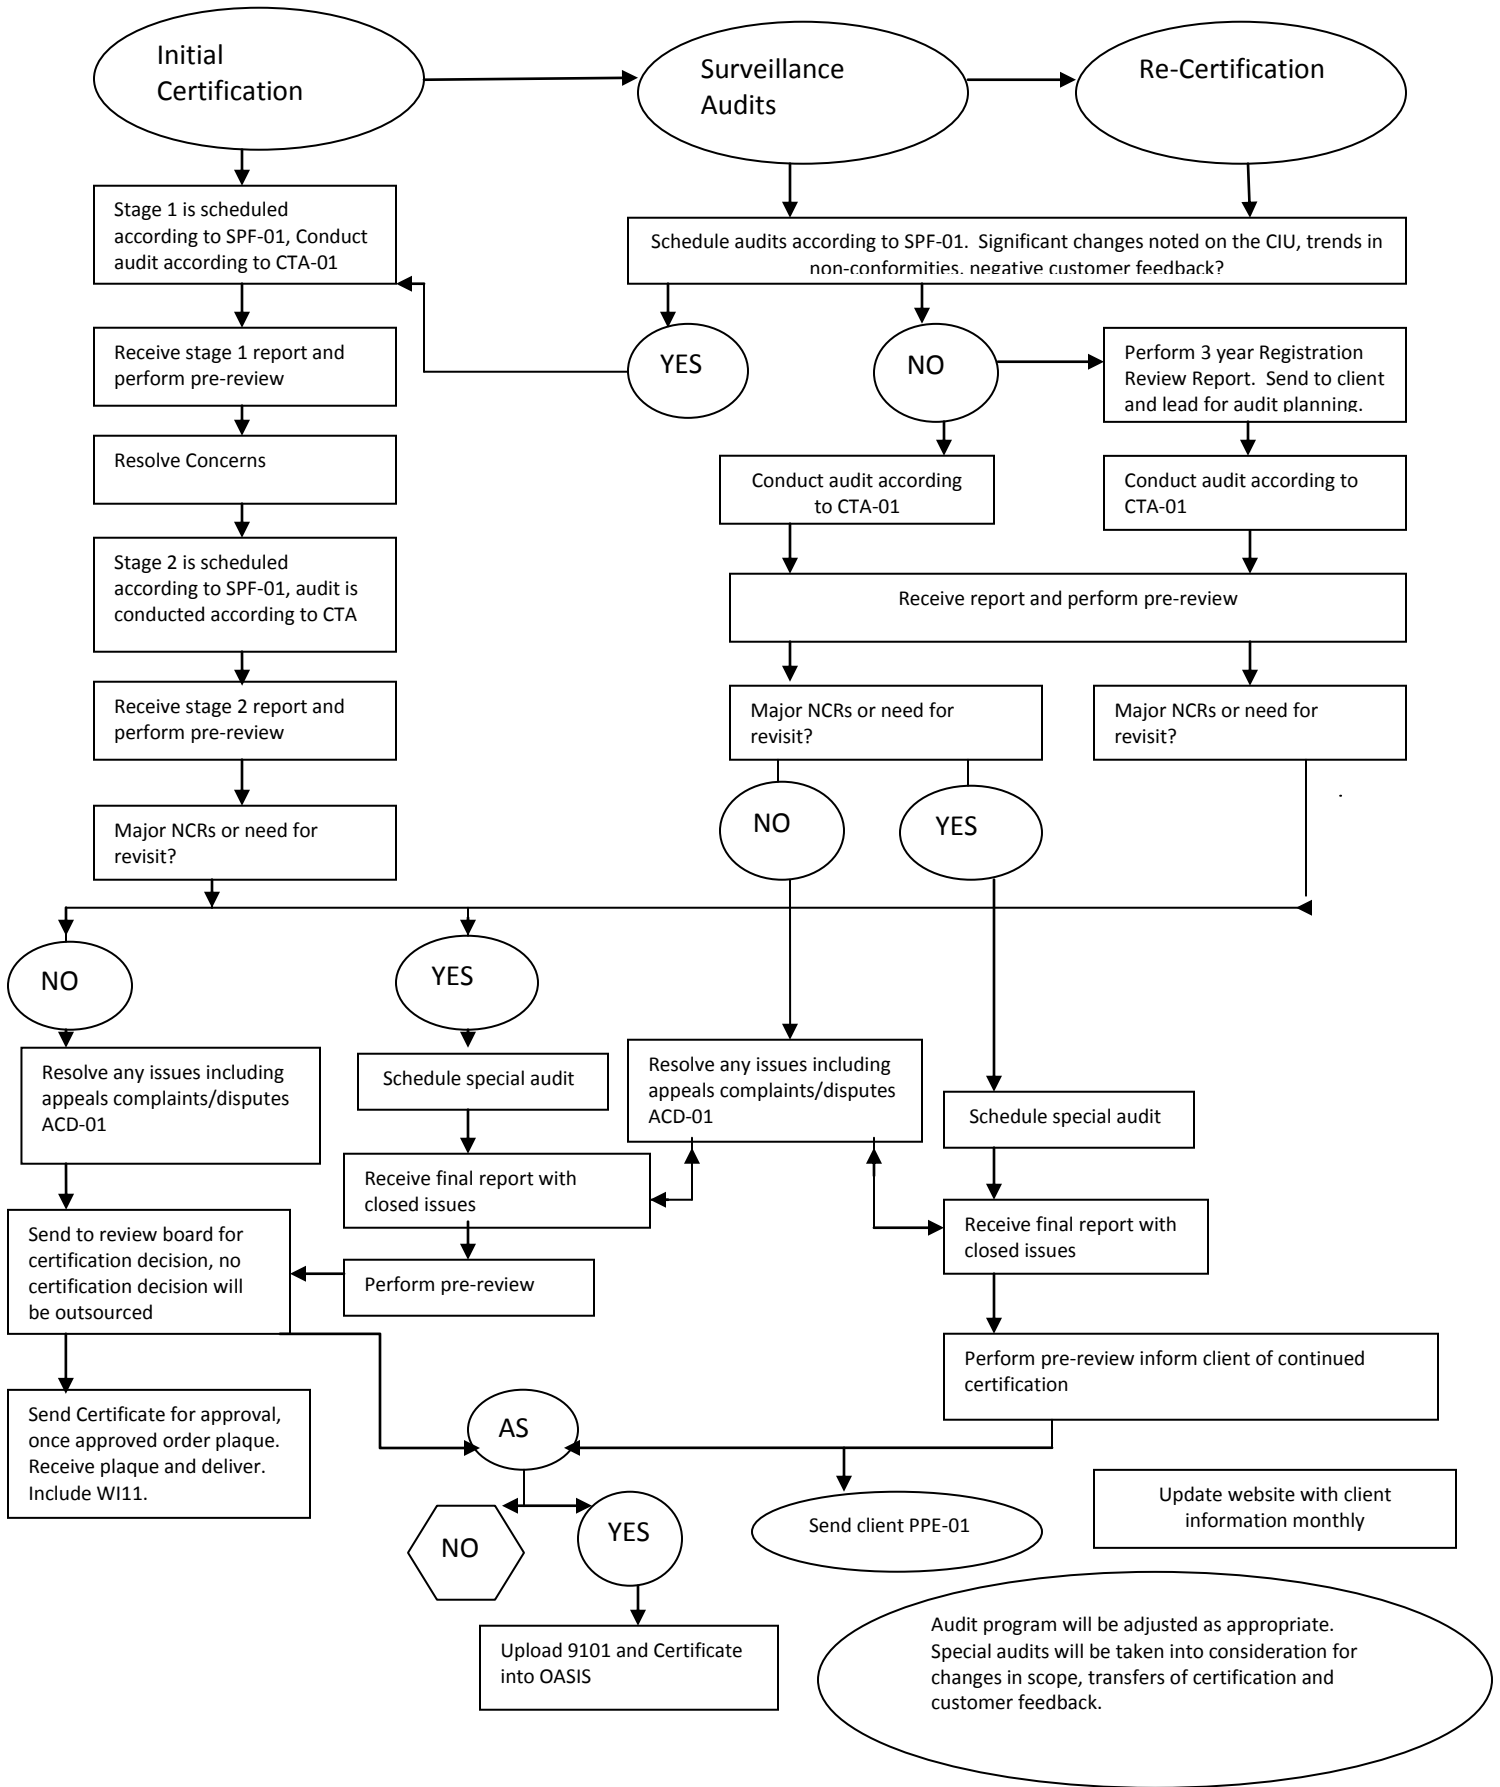 Initial
Certification
Surveillance
Audits
Re-Certification
Stage 1 is scheduled
according to SPF-01, Conduct
audit according to CTA-01
Schedule audits according to SPF-01.  Significant changes noted on the CIU, trends in
non-conformities, negative customer feedback?
Receive stage 1 report and
perform pre-review
YES
NO
Perform 3 year Registration
Review Report.  Send to client
and lead for audit planning.
Resolve Concerns
Conduct audit according
to CTA-01
Conduct audit according to
CTA-01
Stage 2 is scheduled
according to SPF-01, audit is
conducted according to CTA
Receive report and perform pre-review
Receive stage 2 report and
perform pre-review
Major NCRs or need for
revisit?
Major NCRs or need for
revisit?
Major NCRs or need for
revisit?
NO
YES
.
NO
YES
Resolve any issues including
appeals complaints/disputes
ACD-01
Schedule special audit
Resolve any issues including
appeals complaints/disputes
ACD-01
Schedule special audit
Receive final report with
closed issues
Receive final report with
closed issues
Send to review board for
certification decision, no
certification decision will
be outsourced
Perform pre-review
Perform pre-review inform client of continued
certification
Send Certificate for approval,
once approved order plaque.
Receive plaque and deliver.
Include WI11.
AS
NO
YES
Send client PPE-01
Update website with client
information monthly
Upload 9101 and Certificate
into OASIS
Audit program will be adjusted as appropriate.
Special audits will be taken into consideration for
changes in scope, transfers of certification and
customer feedback.